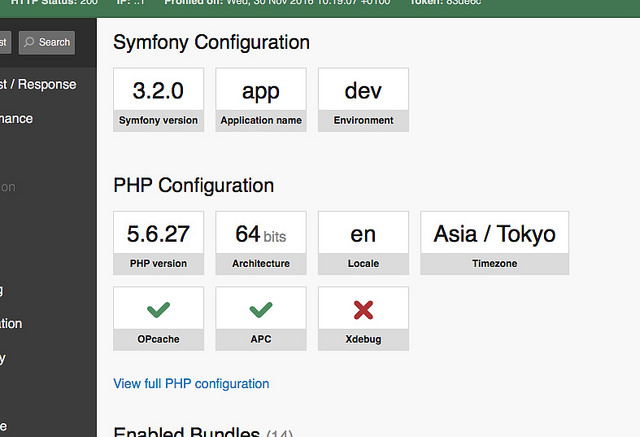 HTTP Status: 200 IP: ::1 Profiled on: Wed, 30 Nov 2016 10:19:07 +0100 Token: 83de6c
st Search
st / Response
nance
on
g
tion
y
e
Symfony Configuration
3.2.0 app dev
Symfony version Application name Environment
PHP Configuration
5.6.27 64 bits en Asia / Tokyo
PHP version Architecture Locale Timezone
OPcache APC Xdebug
View full PHP configuration
Enabled Bundles (14)